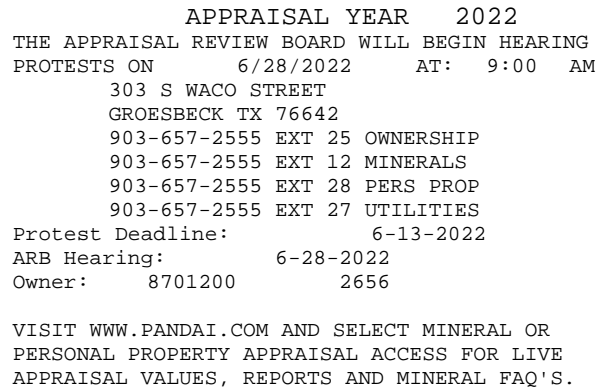 APPRAISAL YEAR 2022
THE APPRAISAL REVIEW BOARD WILL BEGIN HEARING
PROTESTS ON 6/28/2022 AT: 9:00 AM
303 S WACO STREET
GROESBECK TX 76642
903-657-2555 EXT 25 OWNERSHIP
903-657-2555 EXT 12 MINERALS
903-657-2555 EXT 28 PERS PROP
903-657-2555 EXT 27 UTILITIES
Protest Deadline: 6-13-2022
ARB Hearing: 6-28-2022
Owner: 8701200 2656
VISIT WWW.PANDAI.COM AND SELECT MINERAL OR
PERSONAL PROPERTY APPRAISAL ACCESS FOR LIVE
APPRAISAL VALUES, REPORTS AND MINERAL FAQ'S.